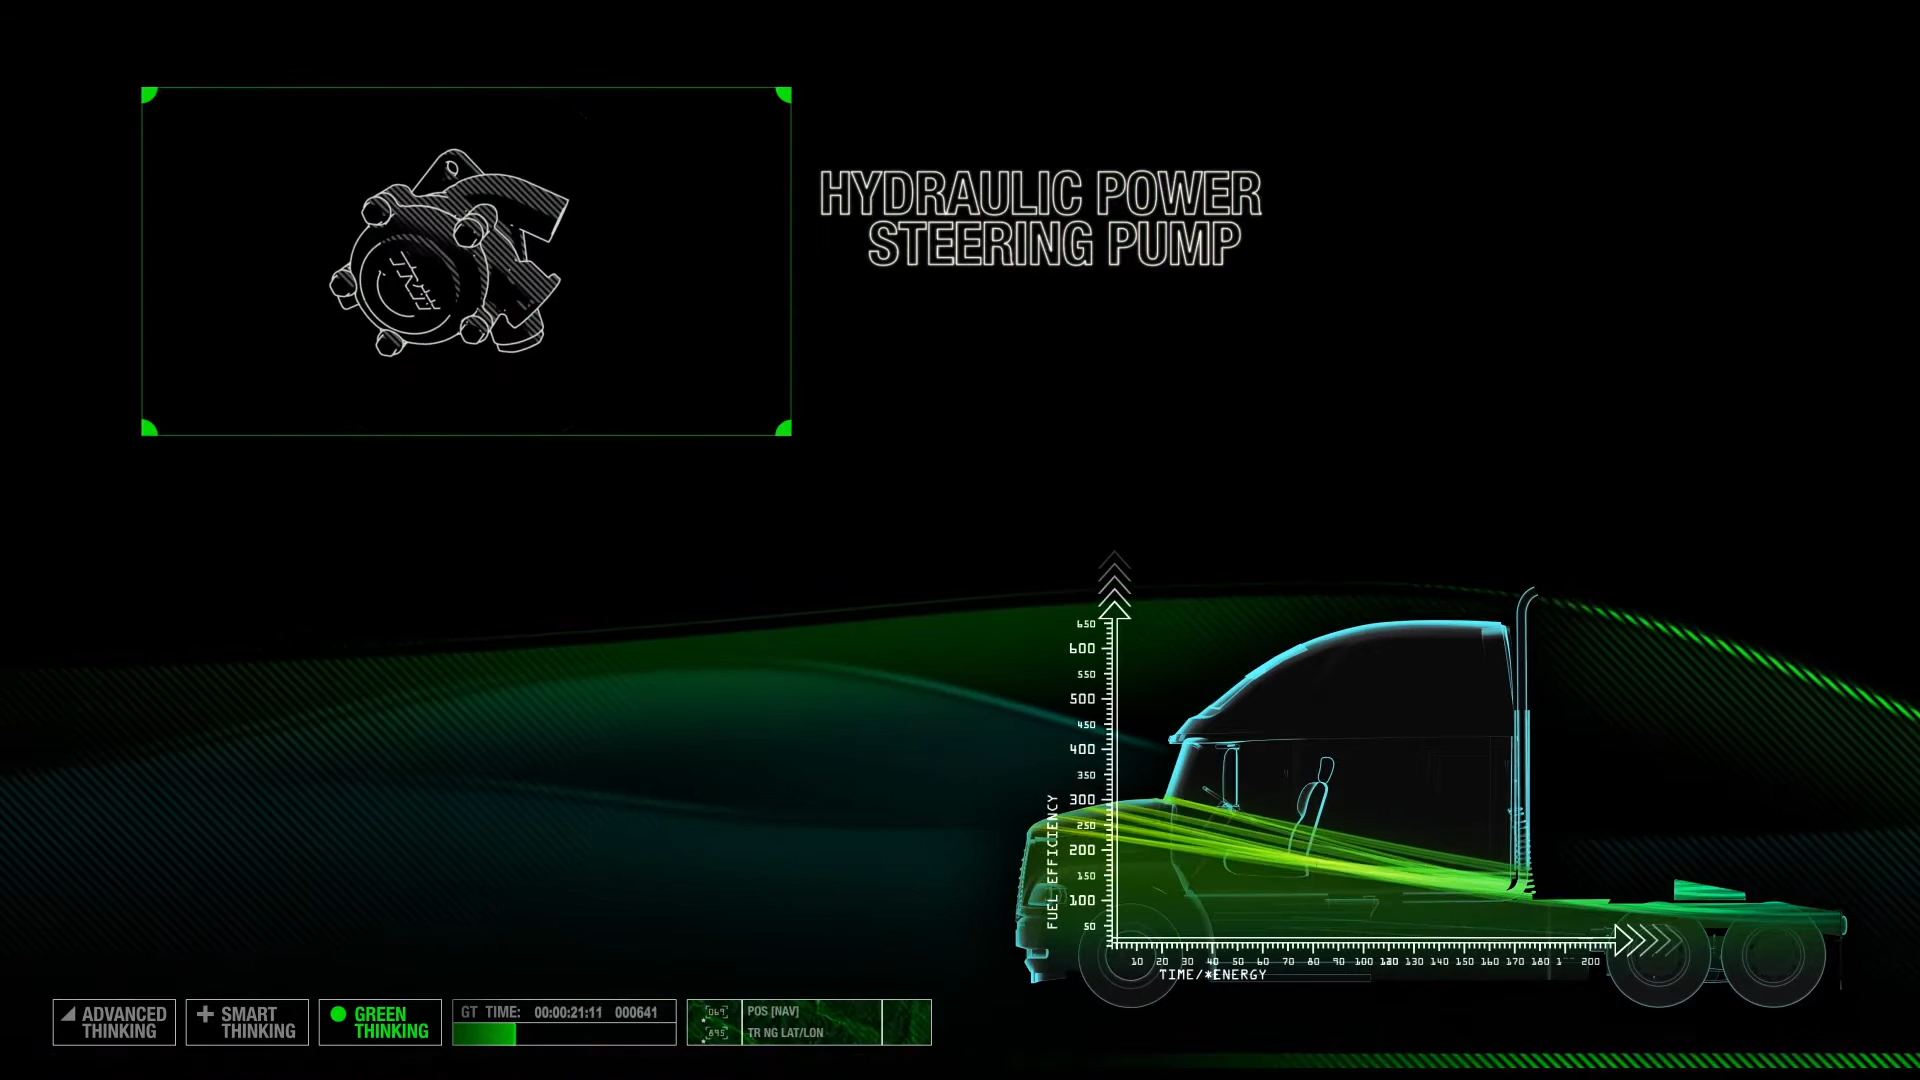 HYDRAULIC POWER
STEERING PUMP
650
600
550
500
450
400
350
300
250
200
150
100
50
FUEL EFFICIENCY
10 20 30 40 50 60 70 80 100 120 130 140 150 160 170 180 200
TIME/*ENERGY
ADVANCED
THINKING
SMART
THINKING
GREEN
THINKING
GT TIME: 00:00:21:11 000641
POS [NAV]
TR NG LAT/LON